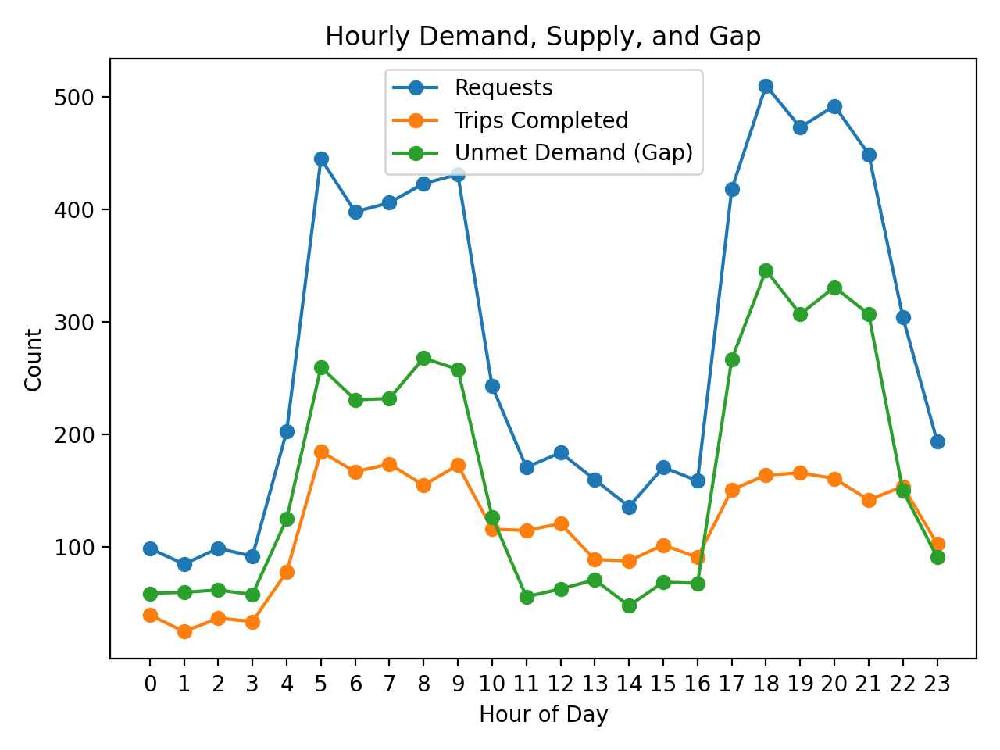 Hourly Demand, Supply, and Gap
Requests
Trips Completed
Unmet Demand (Gap)
500
400
300
200
100
Count
0 1 2 3 4 5 6 7 8 9 10 11 12 13 14 15 16 17 18 19 20 21 22 23
Hour of Day